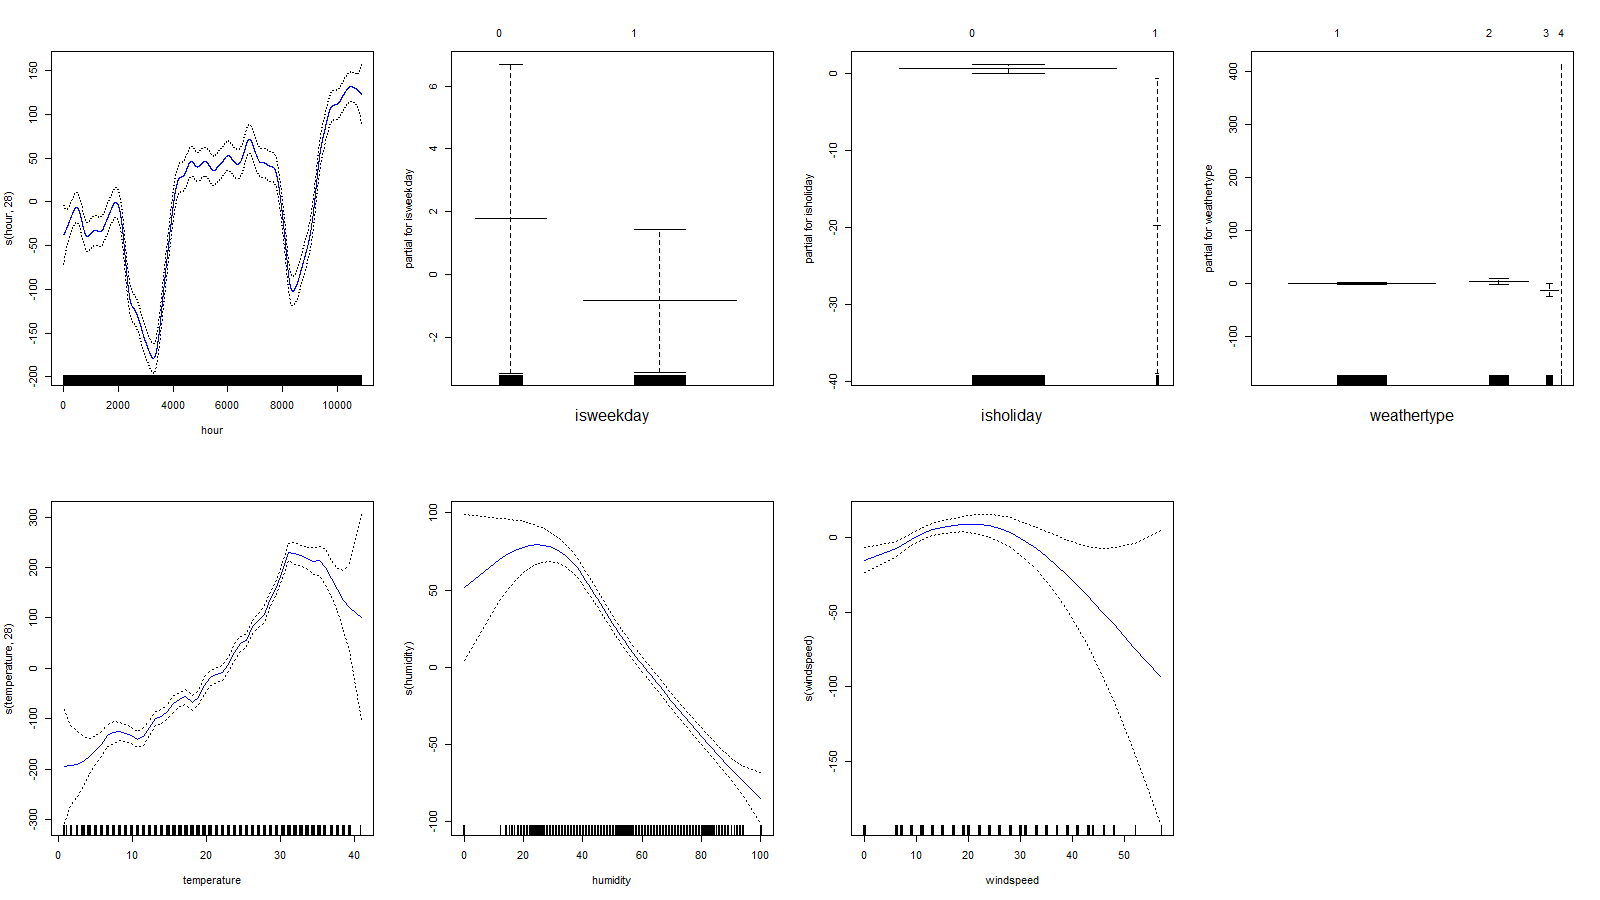 s(hour, 28)
150
100
50
0
-50
-100
-150
-200
0 2000 4000 6000 8000 10000
hour
0 1
partial for isweekday
6
4
2
0
-2
isweekday
0 1
partial for isholiday
0
-10
-20
-30
-40
isholiday
1 2 3 4
partial for weathertype
400
300
200
100
0
-100
weathertype
s(temperature, 28)
300
200
100
0
-100
-200
-300
0 10 20 30 40
temperature
s(humidity)
100
50
0
-50
-100
0 20 40 60 80 100
humidity
s(windspeed)
0
-50
-100
-150
0 10 20 30 40 50
windspeed